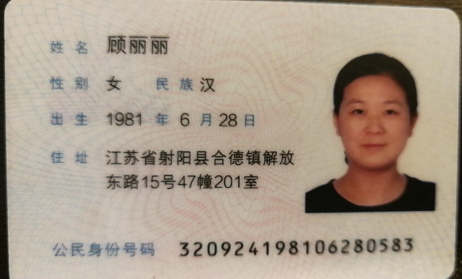 姓名 顾丽丽
性别 女 民族 汉
出生 1981 年 6 月 28 日
住址 江苏省射阳县合德镇解放
东路15号47幢201室
公民身份号码 320924198106280583